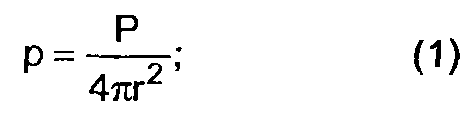 p = P / 4πr²; (1)